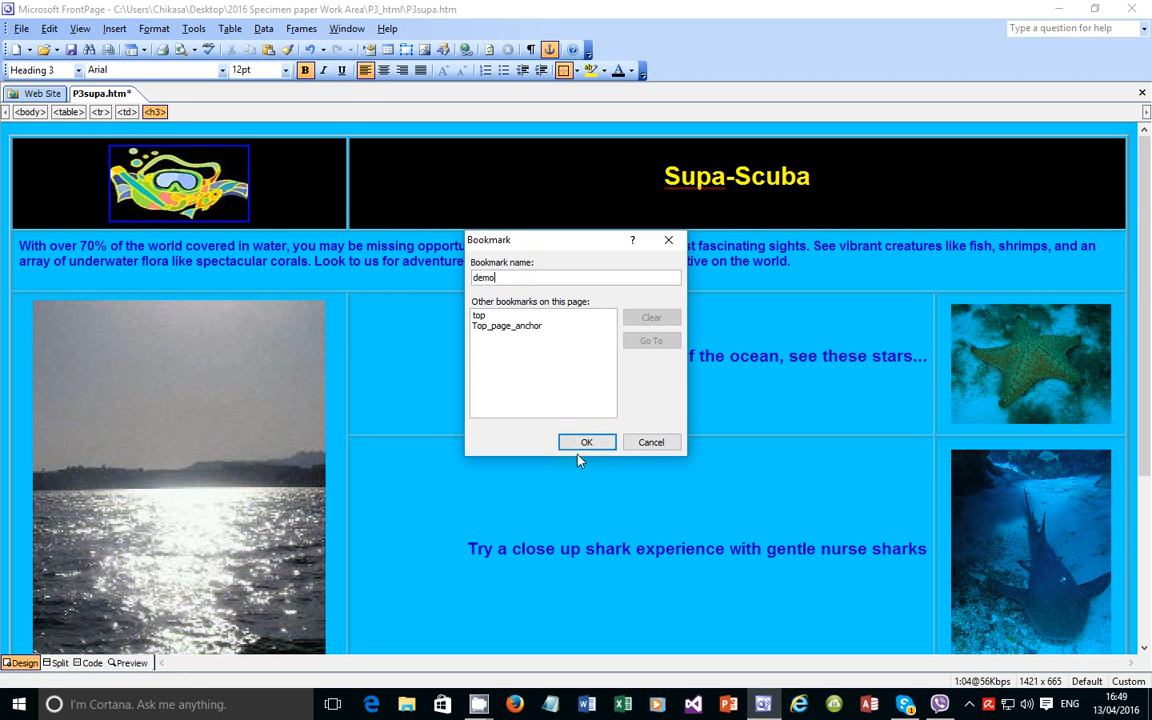 Microsoft FrontPage - C:\Users\Chikasa\Desktop\2016 Specimen paper Work Area\P3_html\P3supa.htm
File Edit View Insert Format Tools Table Data Frames Window Help
Type a question for help
Heading 3 Arial 12pt B I U A A A
Web Site P3supa.htm*
<body> <table> <tr> <td> <h3>
Supa-Scuba
Bookmark
Bookmark name:
demo
Other bookmarks on this page:
top
Top_page_anchor
Clear
Go To
OK Cancel
With over 70% of the world covered in water, you may be missing opportu
st fascinating sights. See vibrant creatures like fish, shrimps, and an
array of underwater flora like spectacular corals. Look to us for adventure
tive on the world.
f the ocean, see these stars...
Try a close up shark experience with gentle nurse sharks
Design Split Code Preview
1:04@56Kbps 1421 x 665 Default Custom
I'm Cortana. Ask me anything.
ENG
16:49
13/04/2016